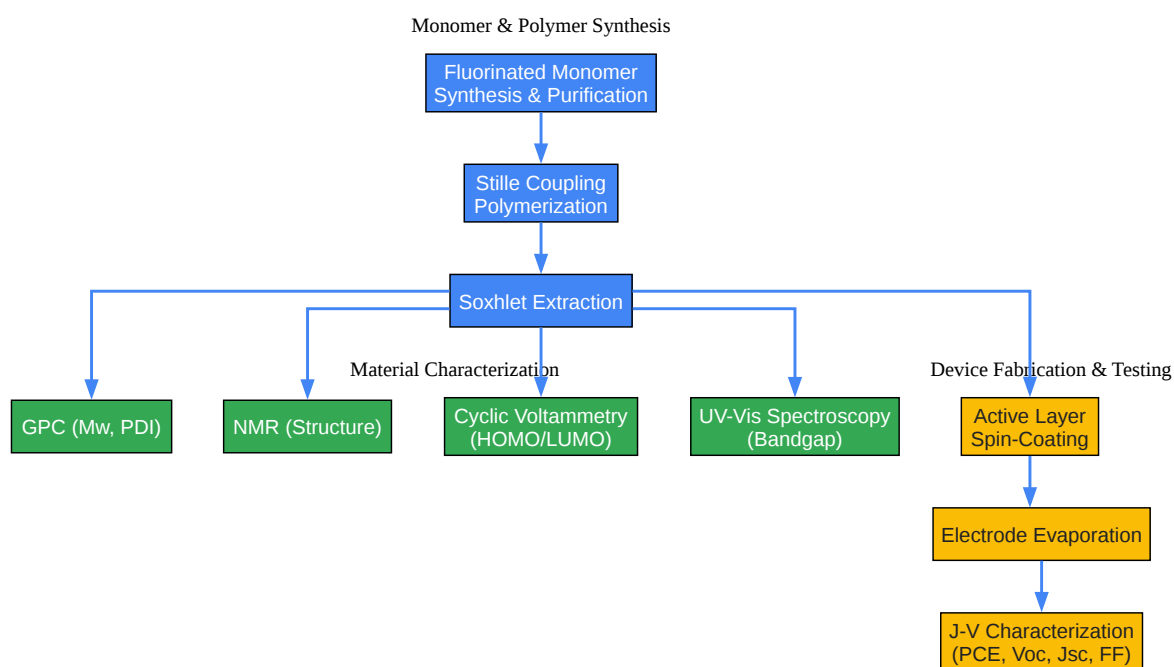 Monomer & Polymer Synthesis
Fluorinated Monomer
Synthesis & Purification
Stille Coupling
Polymerization
Soxhlet Extraction
Material Characterization
Device Fabrication & Testing
GPC (Mw, PDI)
NMR (Structure)
Cyclic Voltammetry
(HOMO/LUMO)
UV-Vis Spectroscopy
(Bandgap)
Active Layer
Spin-Coating
Electrode Evaporation
J-V Characterization
(PCE, Voc, Jsc, FF)